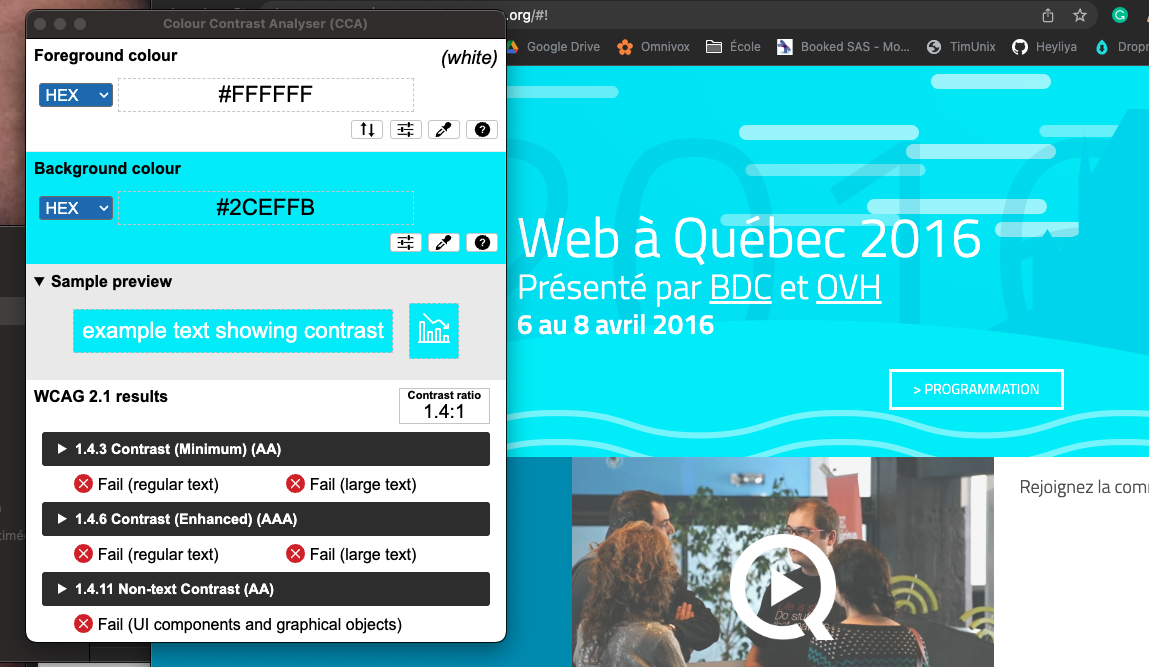 Colour Contrast Analyser (CCA)
Foreground colour
(white)
HEX
#FFFFFF
Background colour
HEX
#2CEFFB
Sample preview
example text showing contrast
WCAG 2.1 results
Contrast ratio
1.4:1
1.4.3 Contrast (Minimum) (AA)
Fail (regular text)
Fail (large text)
1.4.6 Contrast (Enhanced) (AAA)
Fail (regular text)
Fail (large text)
1.4.11 Non-text Contrast (AA)
Fail (UI components and graphical objects)
.org/#!
Google Drive
Omnivox
École
Booked SAS - Mo...
TimUnix
Heyliya
Dropr
2016
Web à Québec 2016
Présenté par BDC et OVH
6 au 8 avril 2016
> PROGRAMMATION
Rejoignez la com